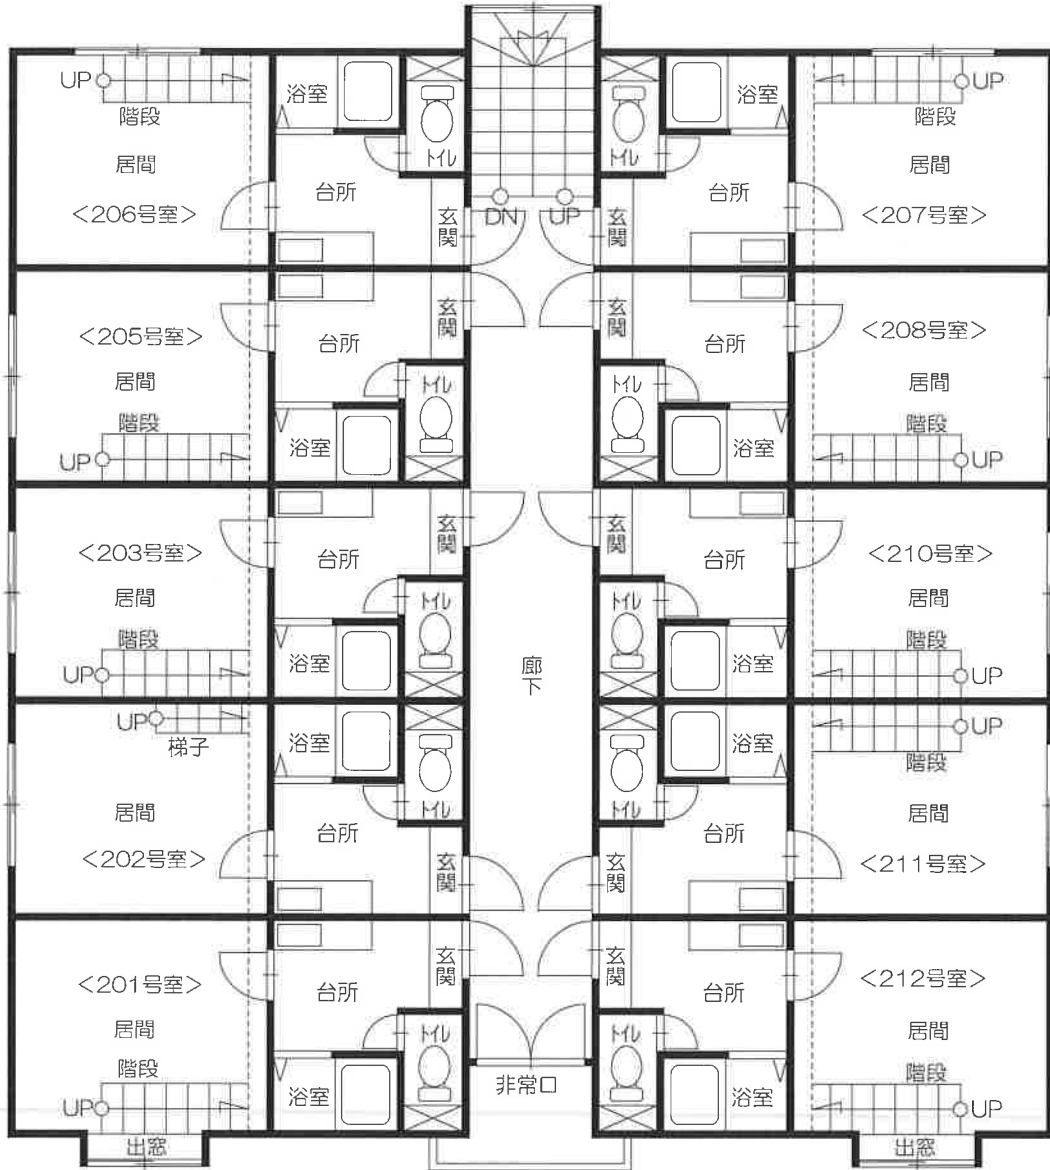 UP
階段
居間
<206号室>
浴室
トイレ
台所
玄関
DN
UP
トイレ
浴室
台所
玄関
UP
階段
居間
<207号室>
<205号室>
居間
階段
UP
台所
玄関
浴室
トイレ
玄関
台所
トイレ
浴室
<208号室>
居間
階段
UP
<203号室>
居間
階段
UP
台所
玄関
浴室
トイレ
廊下
玄関
台所
トイレ
浴室
<210号室>
居間
階段
UP
UP
梯子
居間
<202号室>
浴室
トイレ
台所
玄関
トイレ
浴室
台所
玄関
UP
階段
居間
<211号室>
<201号室>
居間
階段
UP
出窓
台所
玄関
浴室
トイレ
非常口
玄関
台所
トイレ
浴室
<212号室>
居間
階段
UP
出窓